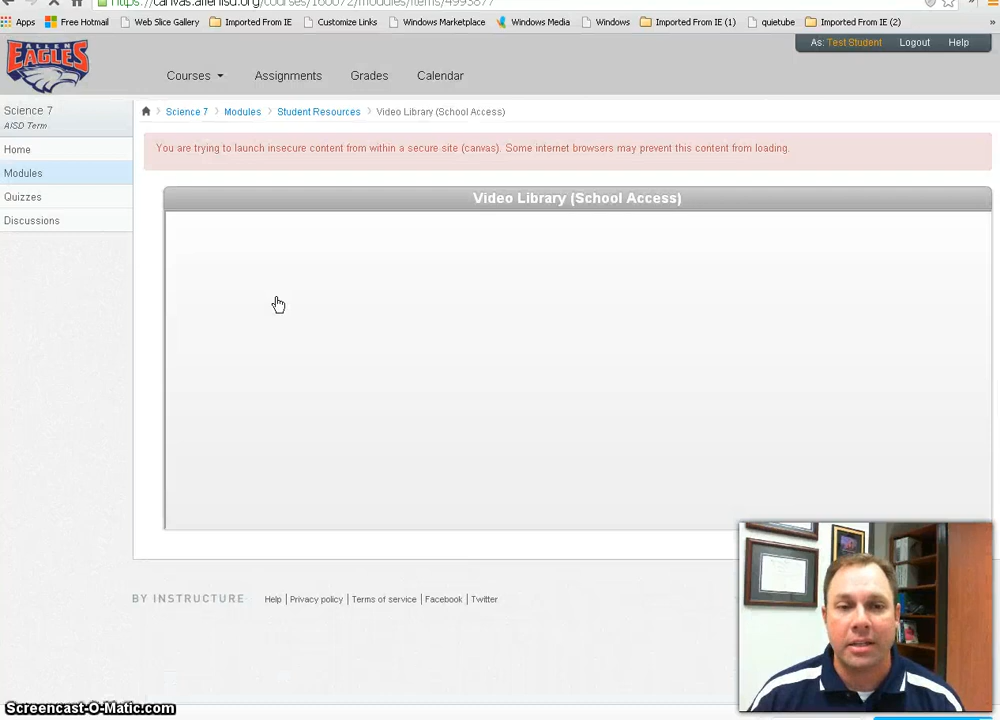 https://canvas.allenisd.org/courses/160072/modules/items/4993877
Apps Free Hotmail Web Slice Gallery Imported From IE Customize Links Windows Marketplace Windows Media Windows Imported From IE (1) quietube Imported From IE (2) »
As: Test Student Logout Help
ALLEN
EAGLES
Courses Assignments Grades Calendar
Science 7
AISD Term
Home
Modules
Quizzes
Discussions
Science 7 > Modules > Student Resources > Video Library (School Access)
You are trying to launch insecure content from within a secure site (canvas). Some internet browsers may prevent this content from loading.
Video Library (School Access)
BY INSTRUCTURE Help | Privacy policy | Terms of service | Facebook | Twitter
Screencast-O-Matic.com